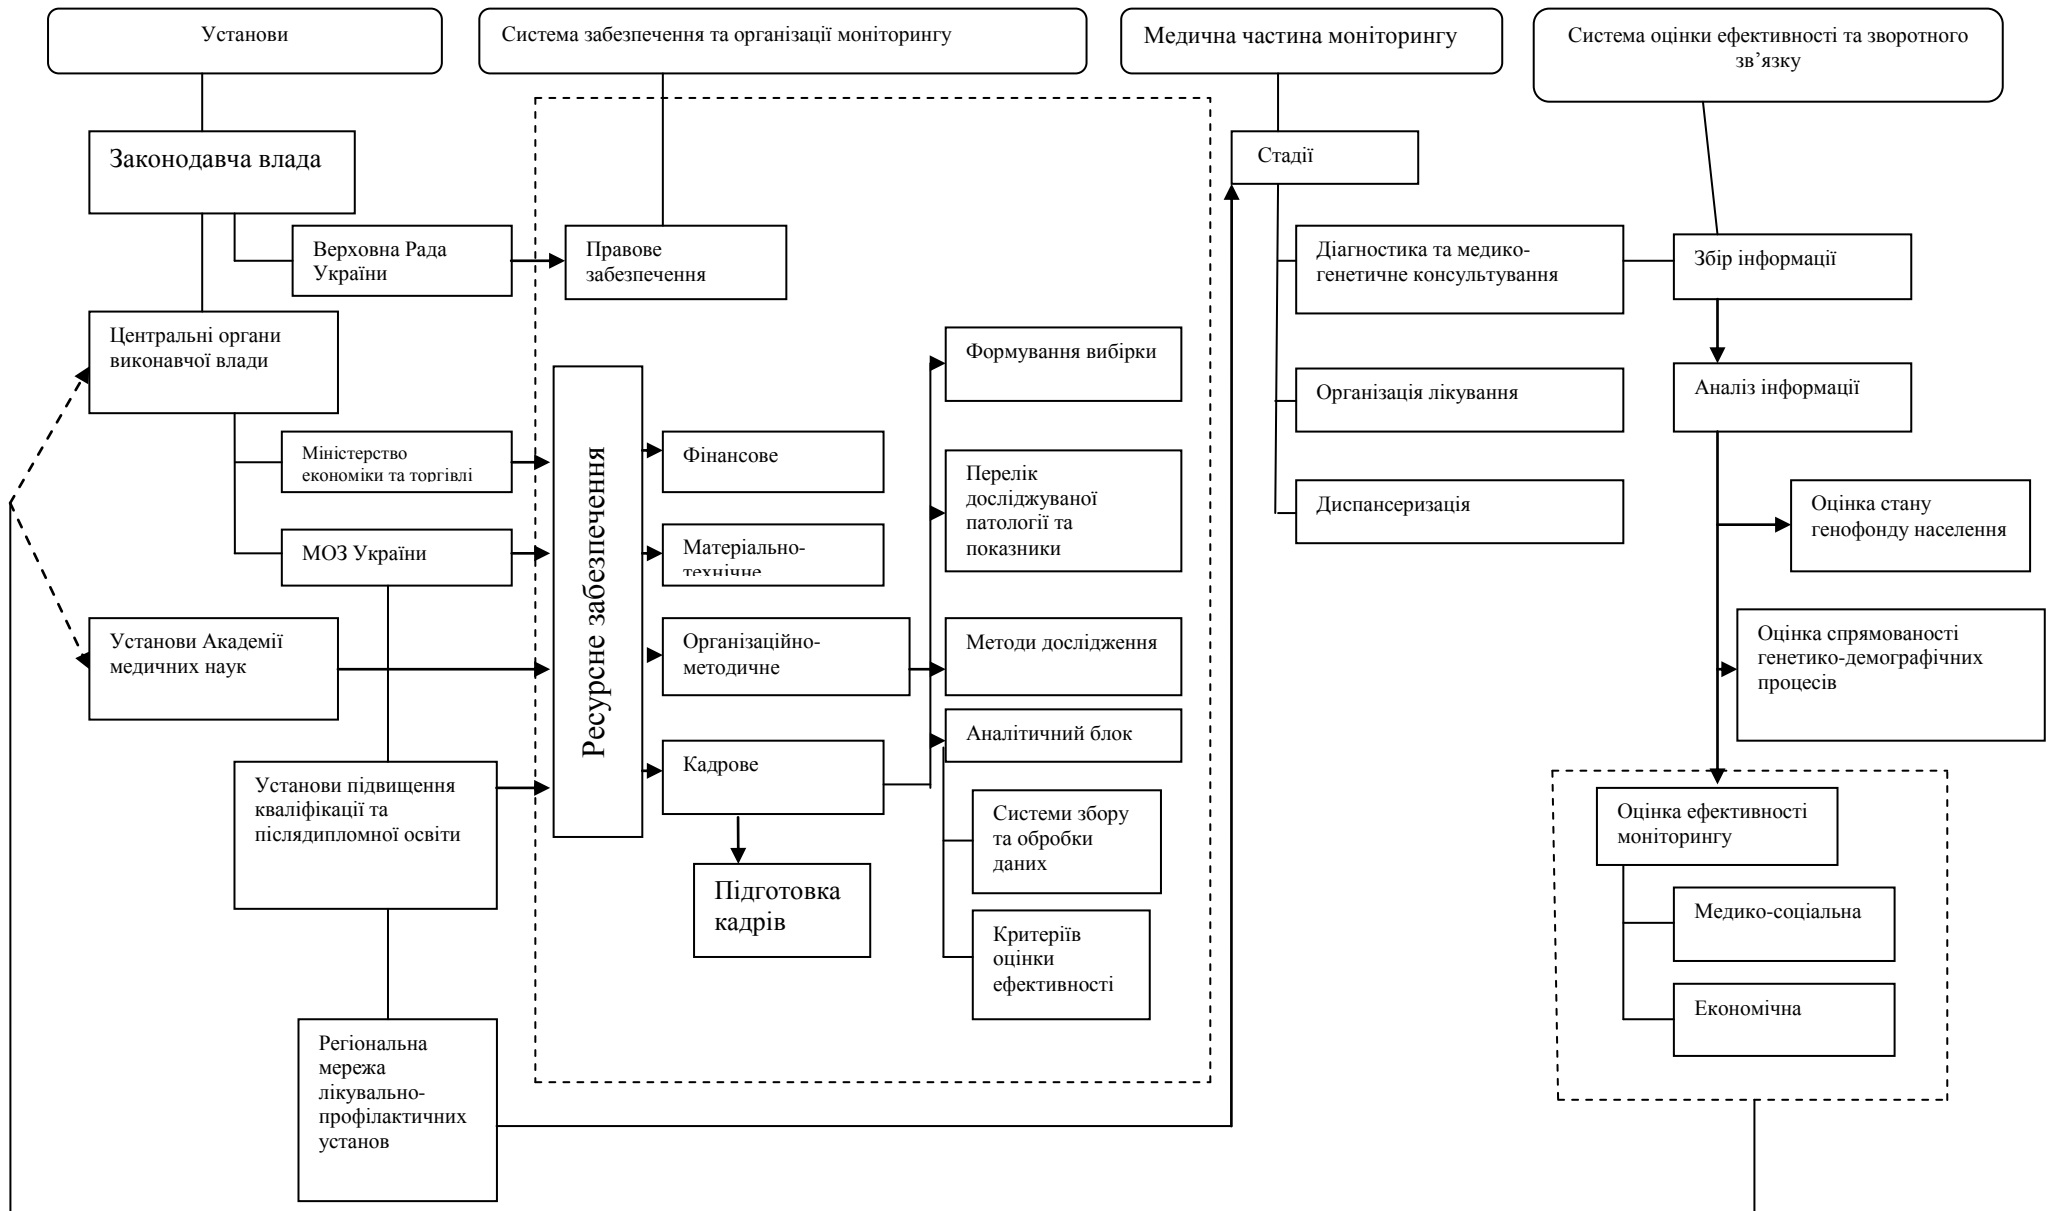 Установи
Система забезпечення та організації моніторингу
Медична частина моніторингу
Система оцінки ефективності та зворотного
зв’язку
Законодавча влада
Верховна Рада
України
Центральні органи
виконавчої влади
Міністерство
економіки та торгівлі
МОЗ України
Установи Академії
медичних наук
Установи підвищення
кваліфікації та
післядипломної освіти
Регіональна
мережа
лікувально-
профілактичних
установ
Правове
забезпечення
Ресурсне забезпечення
Фінансове
Матеріально-
технічне
Організаційно-
методичне
Кадрове
Підготовка
кадрів
Формування вибірки
Перелік
досліджуваної
патології та
показники
Методи дослідження
Аналітичний блок
Системи збору
та обробки
даних
Критеріїв
оцінки
ефективності
Стадії
Діагностика та медико-
генетичне консультування
Організація лікування
Диспансеризація
Збір інформації
Аналіз інформації
Оцінка стану
генофонду населення
Оцінка спрямованості
генетико-демографічних
процесів
Оцінка ефективності
моніторингу
Медико-соціальна
Економічна